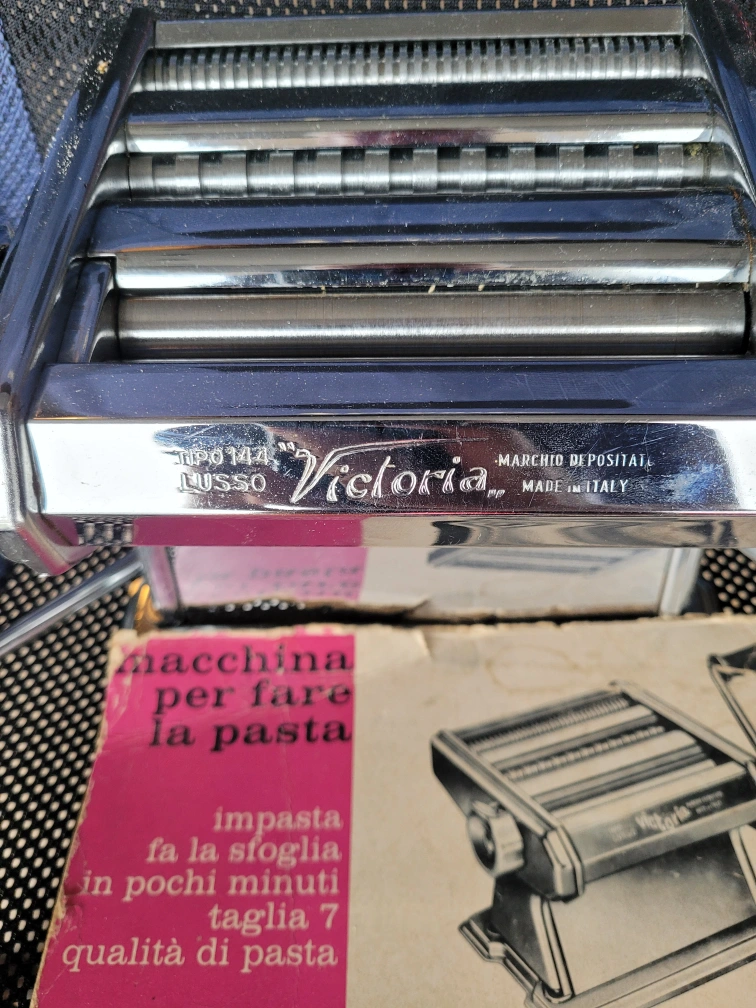 TIPO 144
LUSSO
"Victoria"
MARCHIO DEPOSITAT.
MADE IN ITALY
macchina
per fare
la pasta
impasta
fa la sfoglia
in pochi minuti
taglia 7
qualità di pasta
Victoria